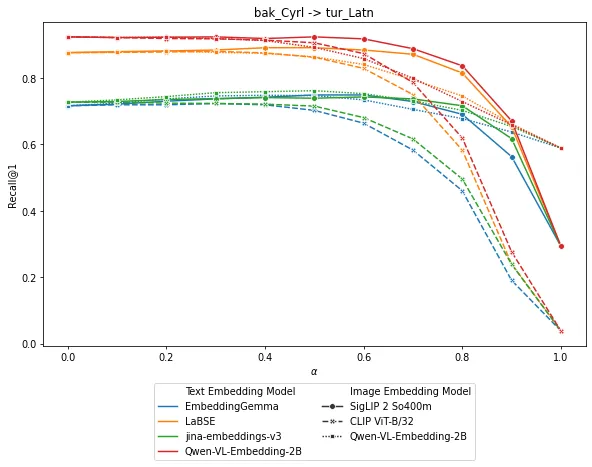 bak_Cyrl -> tur_Latn
Recall@1
0.8
0.6
0.4
0.2
0.0
0.0 0.2 0.4 0.6 0.8 1.0
α
Text Embedding Model Image Embedding Model
EmbeddingGemma SigLIP 2 So400m
LaBSE CLIP ViT-B/32
jina-embeddings-v3 Qwen-VL-Embedding-2B
Qwen-VL-Embedding-2B